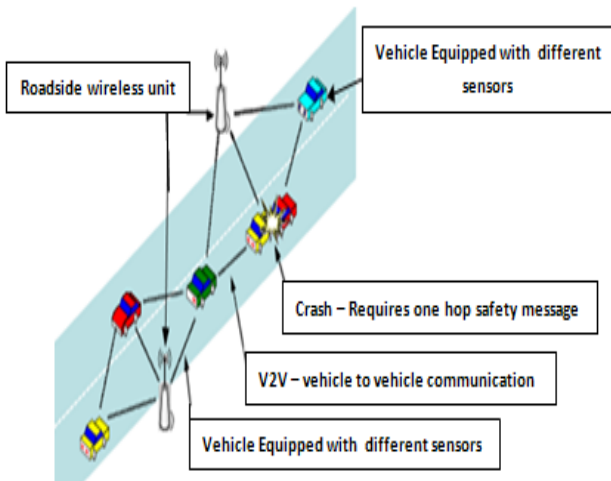 Vehicle Equipped with different
sensors
Roadside wireless unit
Crash – Requires one hop safety message
V2V – vehicle to vehicle communication
Vehicle Equipped with different sensors